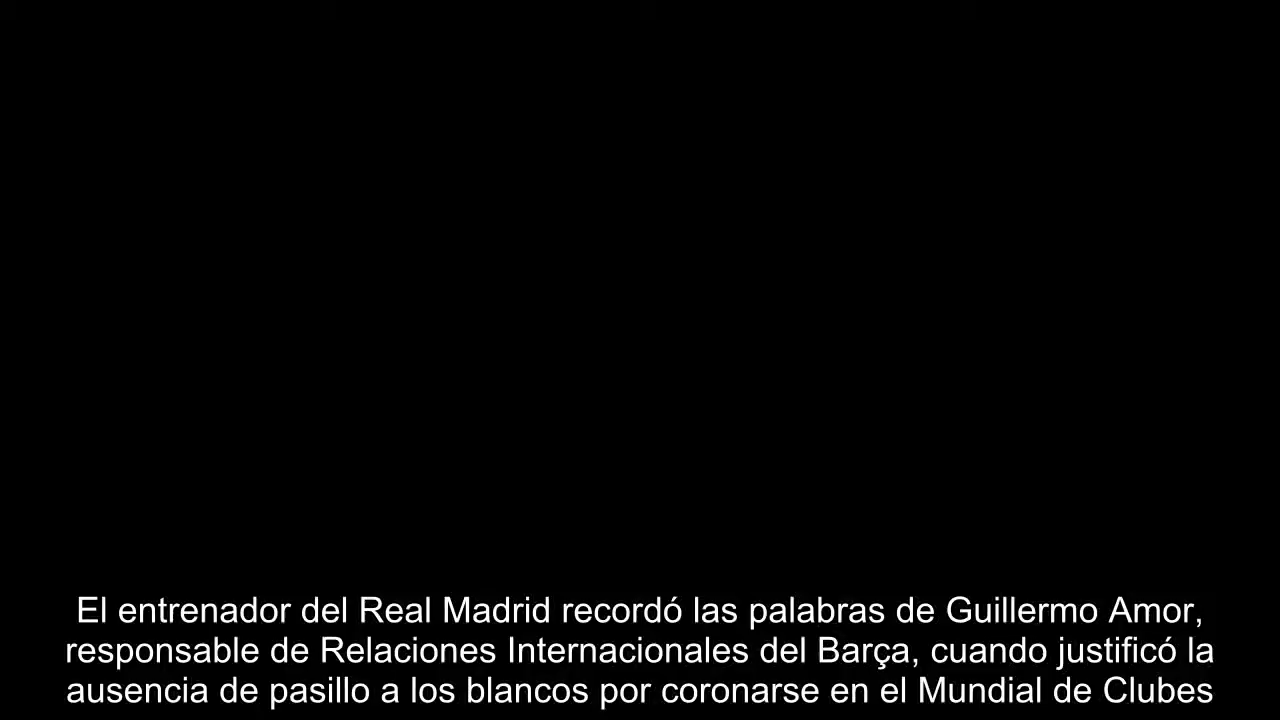 El entrenador del Real Madrid recordó las palabras de Guillermo Amor,
responsable de Relaciones Internacionales del Barça, cuando justificó la
ausencia de pasillo a los blancos por coronarse en el Mundial de Clubes